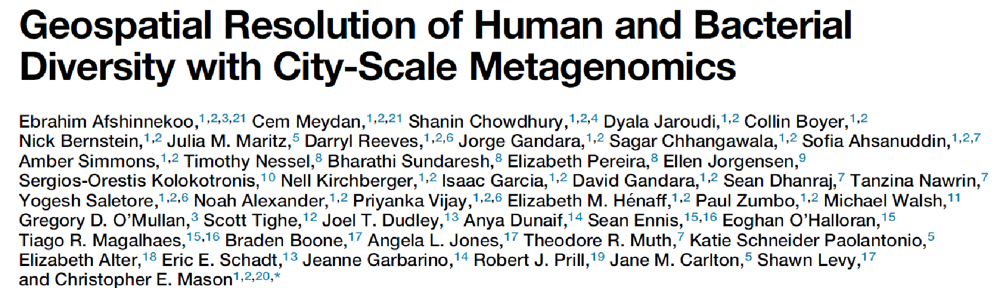 Geospatial Resolution of Human and Bacterial
Diversity with City-Scale Metagenomics
Ebrahim Afshinnekoo,1,2,3,21 Cem Meydan,1,2,21 Shanin Chowdhury,1,2,4 Dyala Jaroudi,1,2 Collin Boyer,1,2
Nick Bernstein,1,2 Julia M. Maritz,5 Darryl Reeves,1,2,6 Jorge Gandara,1,2 Sagar Chhangawala,1,2 Sofia Ahsanuddin,1,2,7
Amber Simmons,1,2 Timothy Nessel,8 Bharathi Sundaresh,8 Elizabeth Pereira,8 Ellen Jorgensen,9
Sergios-Orestis Kolokotronis,10 Nell Kirchberger,1,2 Isaac Garcia,1,2 David Gandara,1,2 Sean Dhanraj,7 Tanzina Nawrin,7
Yogesh Saletore,1,2,6 Noah Alexander,1,2 Priyanka Vijay,1,2,6 Elizabeth M. Hénaff,1,2 Paul Zumbo,1,2 Michael Walsh,11
Gregory D. O'Mullan,3 Scott Tighe,12 Joel T. Dudley,13 Anya Dunaif,14 Sean Ennis,15,16 Eoghan O'Halloran,15
Tiago R. Magalhaes,15,16 Braden Boone,17 Angela L. Jones,17 Theodore R. Muth,7 Katie Schneider Paolantonio,5
Elizabeth Alter,18 Eric E. Schadt,13 Jeanne Garbarino,14 Robert J. Prill,19 Jane M. Carlton,5 Shawn Levy,17
and Christopher E. Mason1,2,20,*